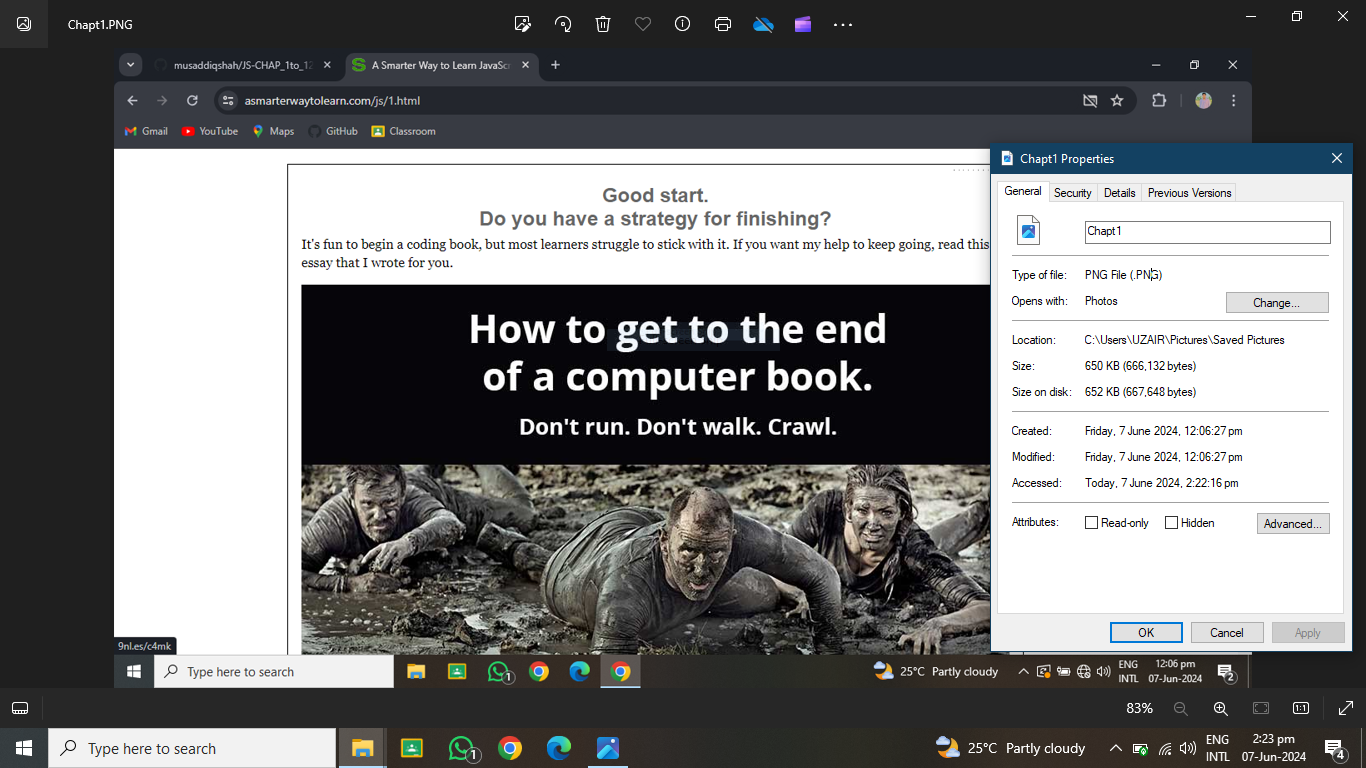 Chapt1.PNG
musaddiqshah/JS-CHAP_1to_12
A Smarter Way to Learn JavaScr
asmarterwaytolearn.com/js/1.html
Gmail YouTube Maps GitHub Classroom
Good start.
Do you have a strategy for finishing?
It's fun to begin a coding book, but most learners struggle to stick with it. If you want my help to keep going, read this
essay that I wrote for you.
How to get to the end
of a computer book.
Don't run. Don't walk. Crawl.
9nl.es/c4mk
Type here to search
1
25°C Partly cloudy
ENG
INTL
12:06 pm
07-Jun-2024
2
Chapt1 Properties
General Security Details Previous Versions
Chapt1
Type of file: PNG File (.PNG)
Opens with: Photos Change...
Location: C:\Users\UZAIR\Pictures\Saved Pictures
Size: 650 KB (666,132 bytes)
Size on disk: 652 KB (667,648 bytes)
Created: Friday, 7 June 2024, 12:06:27 pm
Modified: Friday, 7 June 2024, 12:06:27 pm
Accessed: Today, 7 June 2024, 2:22:16 pm
Attributes: Read-only Hidden Advanced...
OK Cancel Apply
83%
1:1
Type here to search
1
25°C Partly cloudy
ENG
INTL
2:23 pm
07-Jun-2024
4